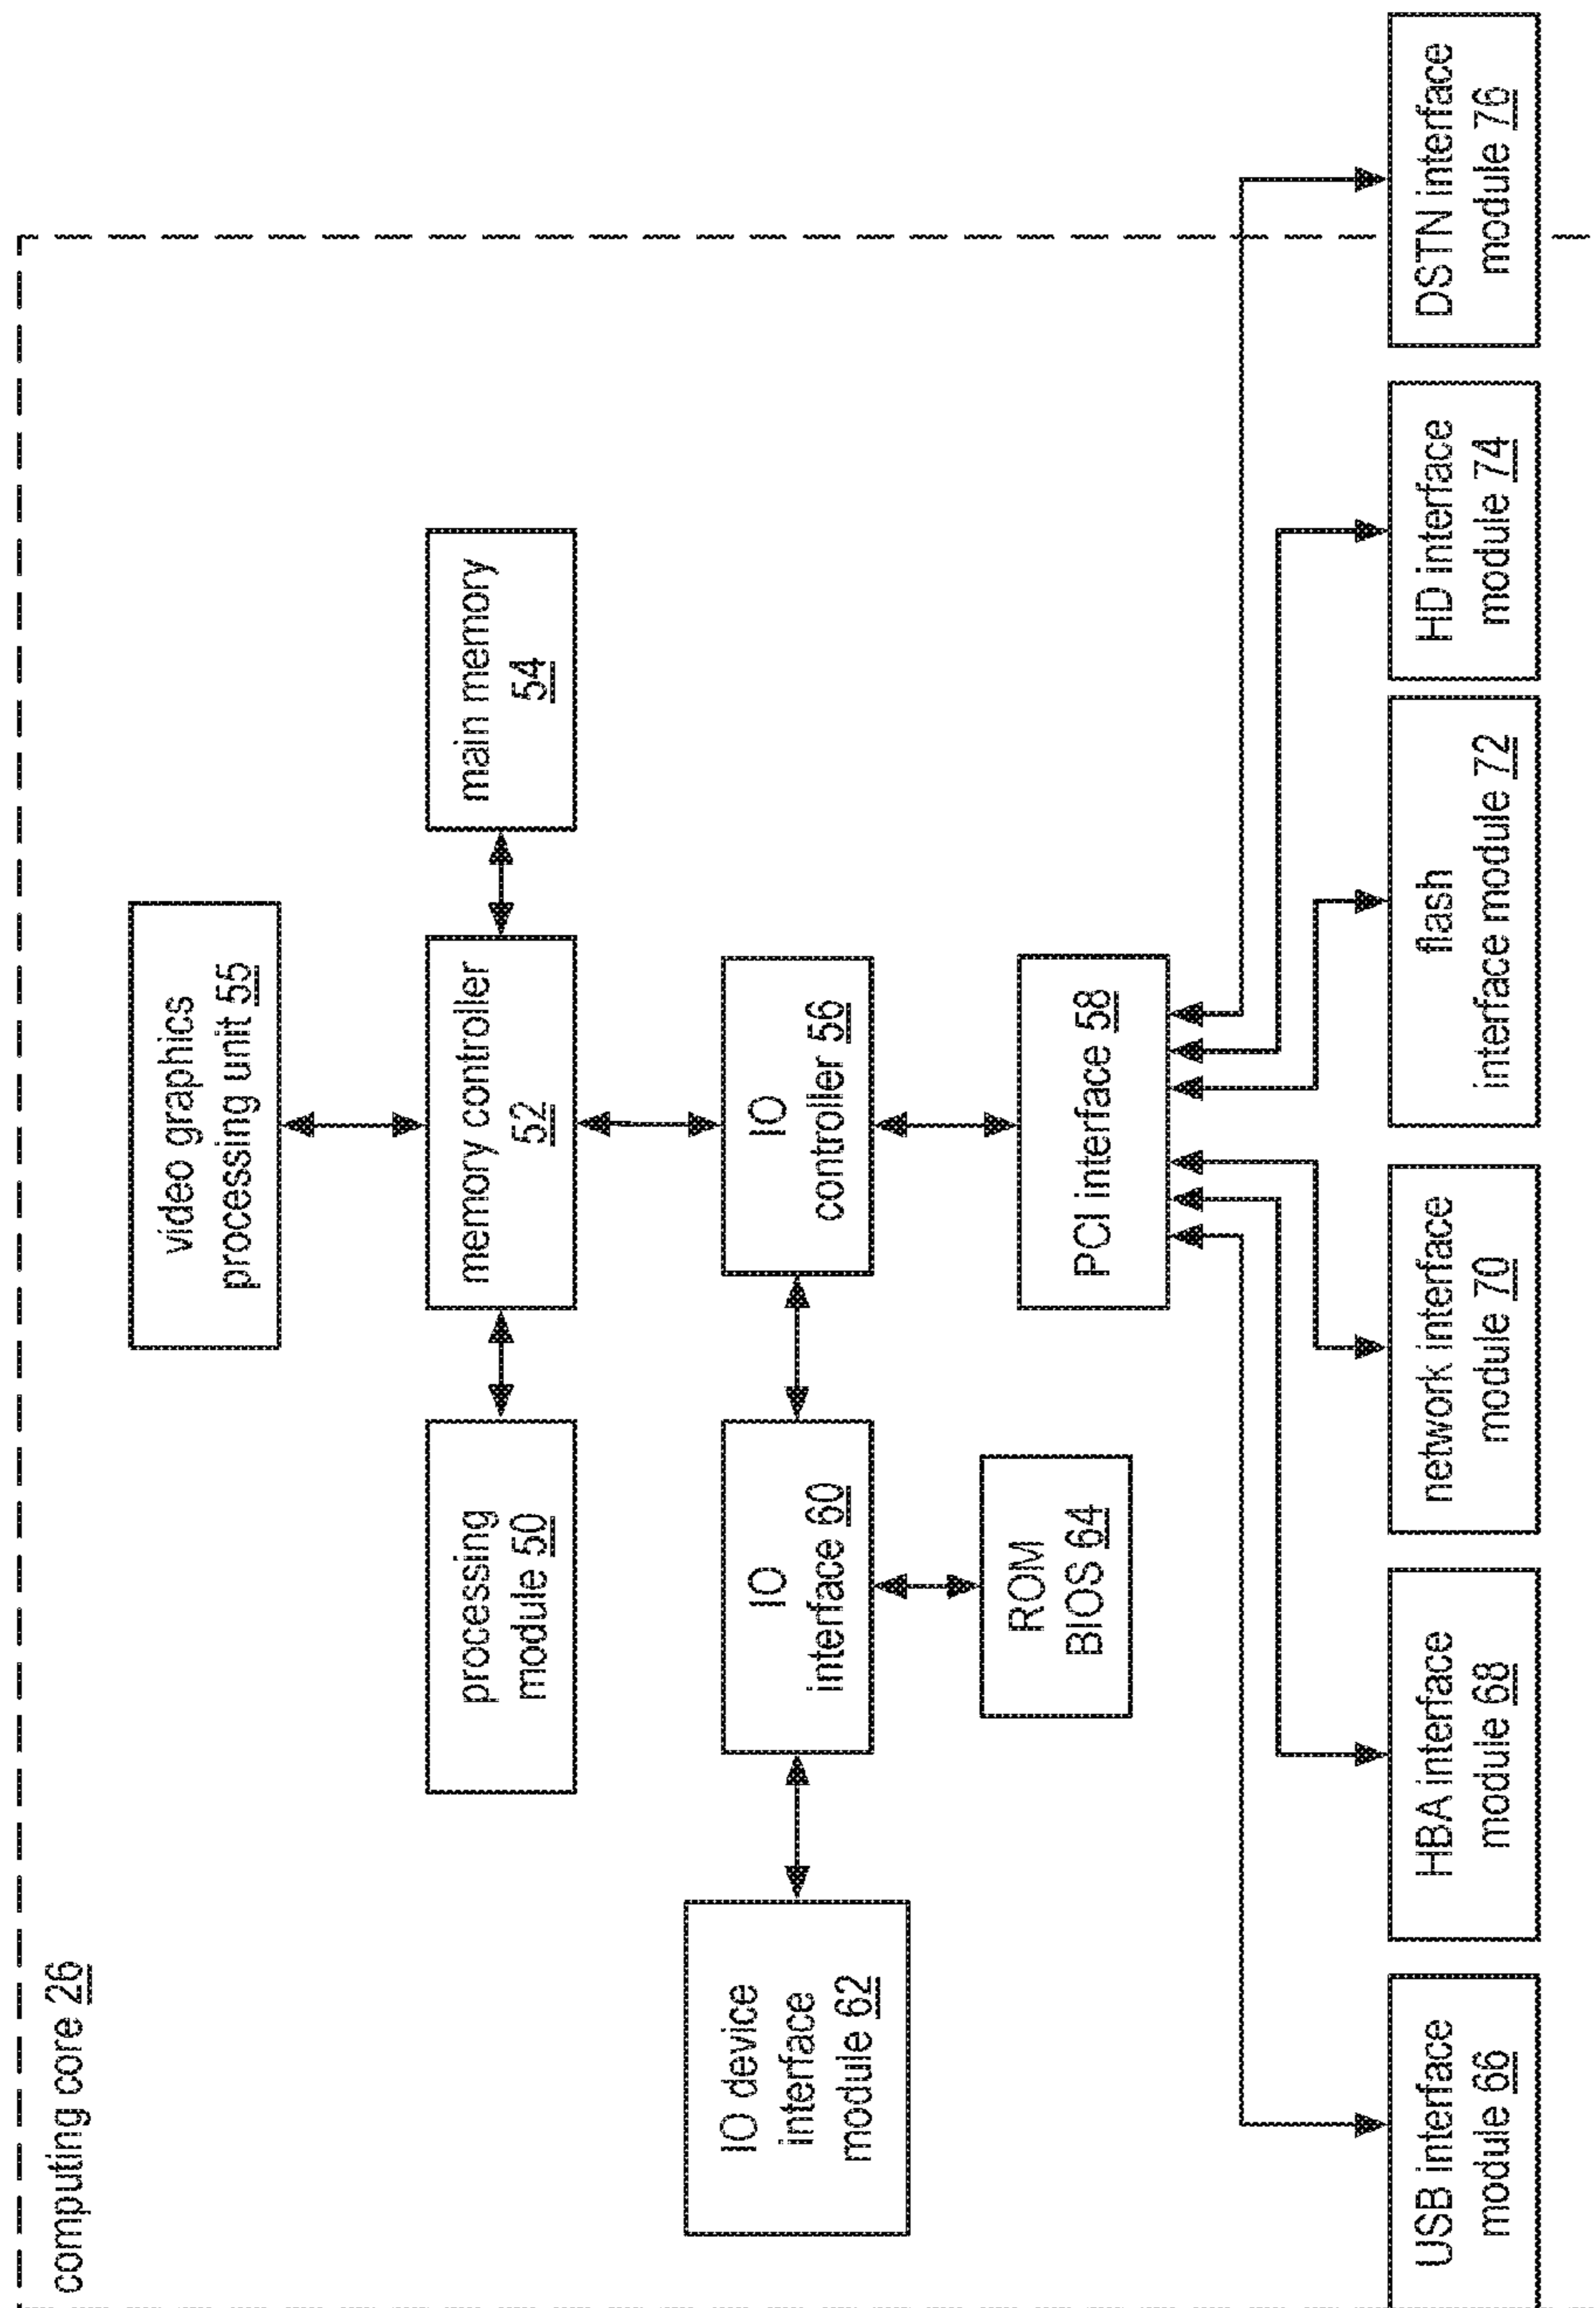 computing core 26
video graphics
processing unit 55
processing
module 50
memory controller
52
main memory
54
IO device
interface
module 62
IO
interface 60
IO
controller 56
ROM
BIOS 64
PCI interface 58
USB interface
module 66
HBA interface
module 68
network interface
module 70
flash
interface module 72
HD interface
module 74
DSTN interface
module 76